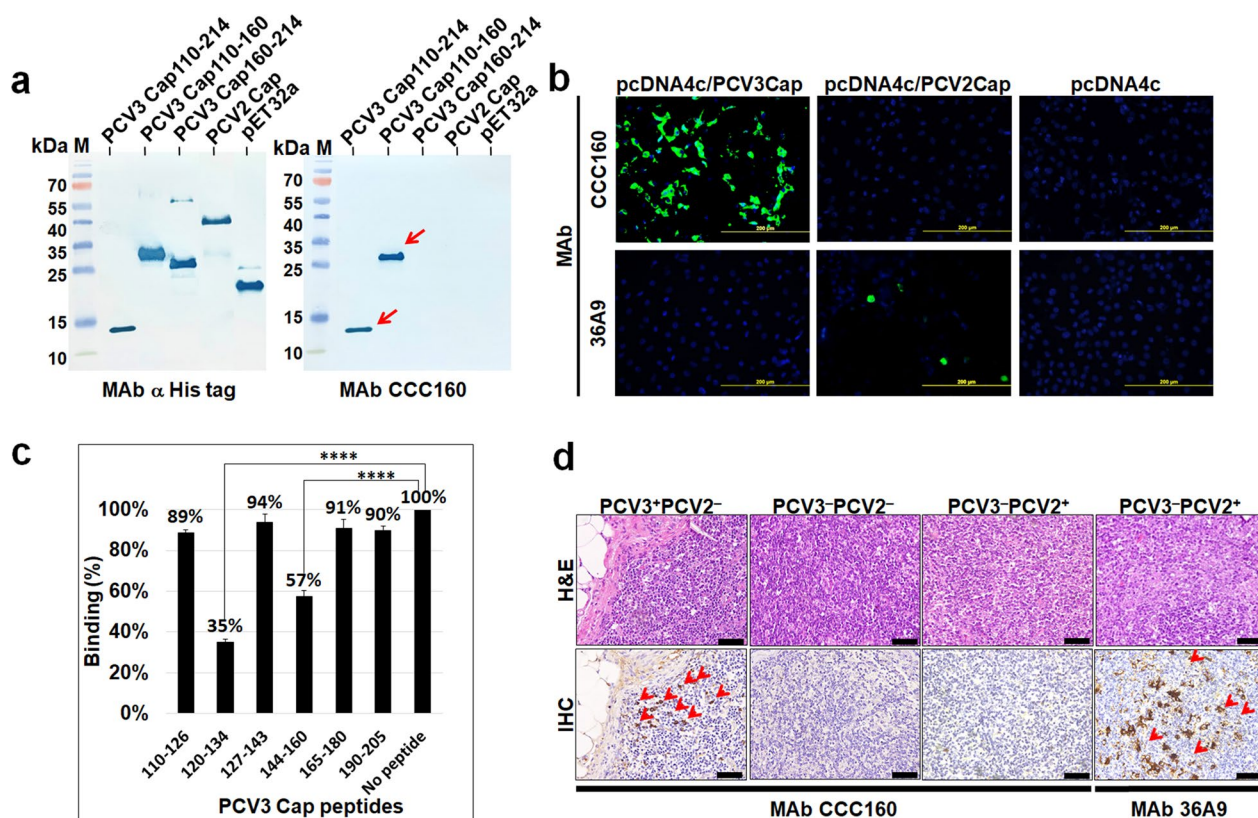 a
PCV3 Cap110-214
PCV3 Cap110-160
PCV3 Cap160-214
PCV2 Cap
pET32a
kDa M
70
55
40
35
25
15
10
MAb α His tag
PCV3 Cap110-214
PCV3 Cap110-160
PCV3 Cap160-214
PCV2 Cap
pET32a
kDa M
70
55
40
35
25
15
10
MAb CCC160
b
pcDNA4c/PCV3Cap
pcDNA4c/PCV2Cap
pcDNA4c
MAb
CCC160
200 µm
200 µm
200 µm
36A9
200 µm
200 µm
200 µm
c
****
****
100%
80%
60%
40%
20%
0%
Binding (%)
89%
35%
94%
57%
91%
90%
100%
110-126
120-134
127-143
144-160
165-180
190-205
No peptide
PCV3 Cap peptides
d
PCV3⁺PCV2⁻
PCV3⁻PCV2⁻
PCV3⁻PCV2⁺
PCV3⁻PCV2⁺
H&E
IHC
MAb CCC160
MAb 36A9